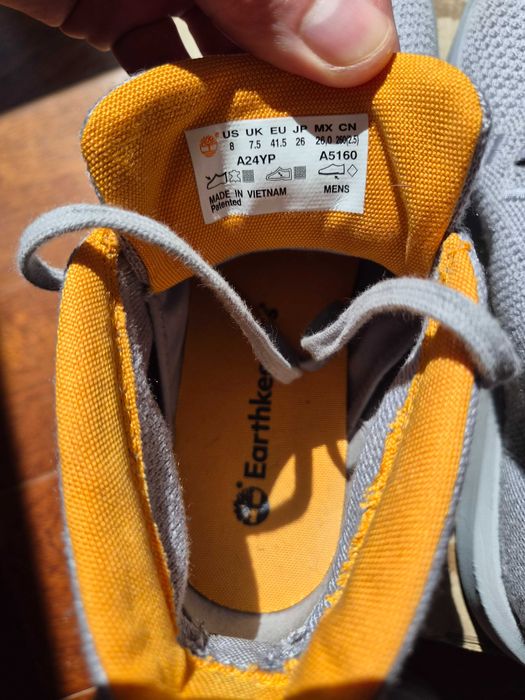 US UK EU JP MX CN
8 7.5 41.5 26 26,0 260(2.5)
A24YP A5160
MADE IN VIETNAM MENS
Patented
Earthkee